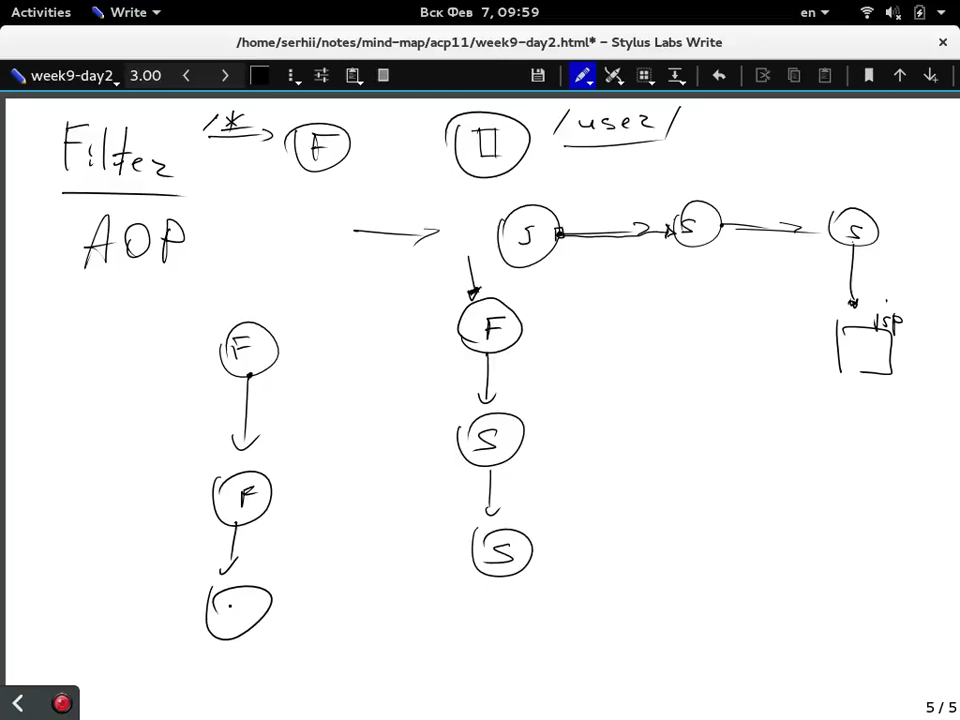 Activities Write Вск Фев 7, 09:59 en
/home/serhii/notes/mind-map/acp11/week9-day2.html* – Stylus Labs Write
week9-day2 3.00
Filter /* F /user/
AOP S S S
F F jsp
S
F
S
5 / 5